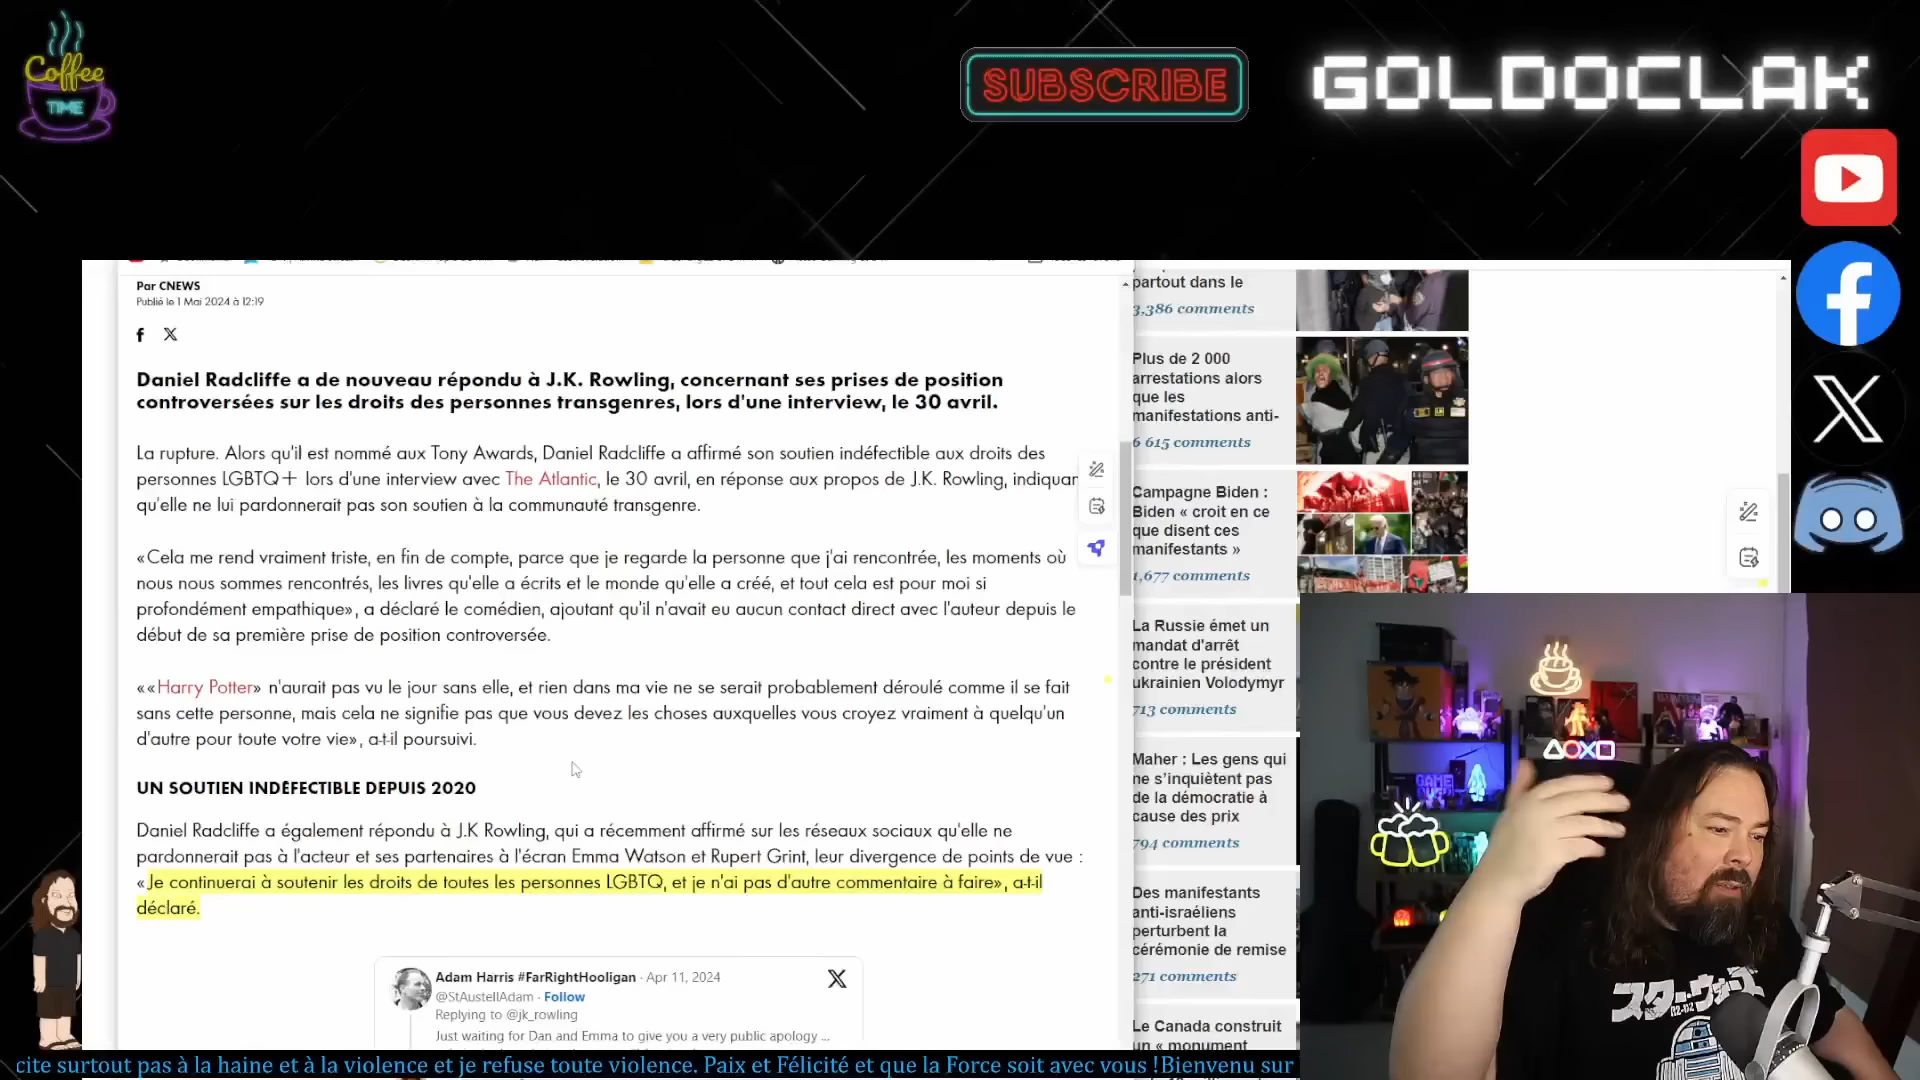 Coffee
TIME
SUBSCRIBE
GOLDOCLAK
Par CNEWS
Publié le 1 Mai 2024 à 12:19
Daniel Radcliffe a de nouveau répondu à J.K. Rowling, concernant ses prises de position
controversées sur les droits des personnes transgenres, lors d'une interview, le 30 avril.
La rupture. Alors qu'il est nommé aux Tony Awards, Daniel Radcliffe a affirmé son soutien indéfectible aux droits des
personnes LGBTQ+ lors d'une interview avec The Atlantic, le 30 avril, en réponse aux propos de J.K. Rowling, indiquan
qu'elle ne lui pardonnerait pas son soutien à la communauté transgenre.
«Cela me rend vraiment triste, en fin de compte, parce que je regarde la personne que j'ai rencontrée, les moments où
nous nous sommes rencontrés, les livres qu'elle a écrits et le monde qu'elle a créé, et tout cela est pour moi si
profondément empathique», a déclaré le comédien, ajoutant qu'il n'avait eu aucun contact direct avec l'auteur depuis le
début de sa première prise de position controversée.
««Harry Potter» n'aurait pas vu le jour sans elle, et rien dans ma vie ne se serait probablement déroulé comme il se fait
sans cette personne, mais cela ne signifie pas que vous devez les choses auxquelles vous croyez vraiment à quelqu'un
d'autre pour toute votre vie», a-t-il poursuivi.
UN SOUTIEN INDÉFECTIBLE DEPUIS 2020
Daniel Radcliffe a également répondu à J.K Rowling, qui a récemment affirmé sur les réseaux sociaux qu'elle ne
pardonnerait pas à l'acteur et ses partenaires à l'écran Emma Watson et Rupert Grint, leur divergence de points de vue :
«Je continuerai à soutenir les droits de toutes les personnes LGBTQ, et je n'ai pas d'autre commentaire à faire», a-t-il
déclaré.
Adam Harris #FarRightHooligan · Apr 11, 2024
@StAustellAdam · Follow
Replying to @jk_rowling
Just waiting for Dan and Emma to give you a very public apology ...
partout dans le
3,386 comments
Plus de 2 000
arrestations alors
que les
manifestations anti-
6 615 comments
Campagne Biden :
Biden « croit en ce
que disent ces
manifestants »
1,677 comments
La Russie émet un
mandat d'arrêt
contre le président
ukrainien Volodymyr
713 comments
Maher : Les gens qui
ne s'inquiètent pas
de la démocratie à
cause des prix
794 comments
Des manifestants
anti-israéliens
perturbent la
cérémonie de remise
271 comments
Le Canada construit
un « monument
スター・ウォーズ
R2-D2
cite surtout pas à la haine et à la violence et je refuse toute violence. Paix et Félicité et que la Force soit avec vous !Bienvenu sur